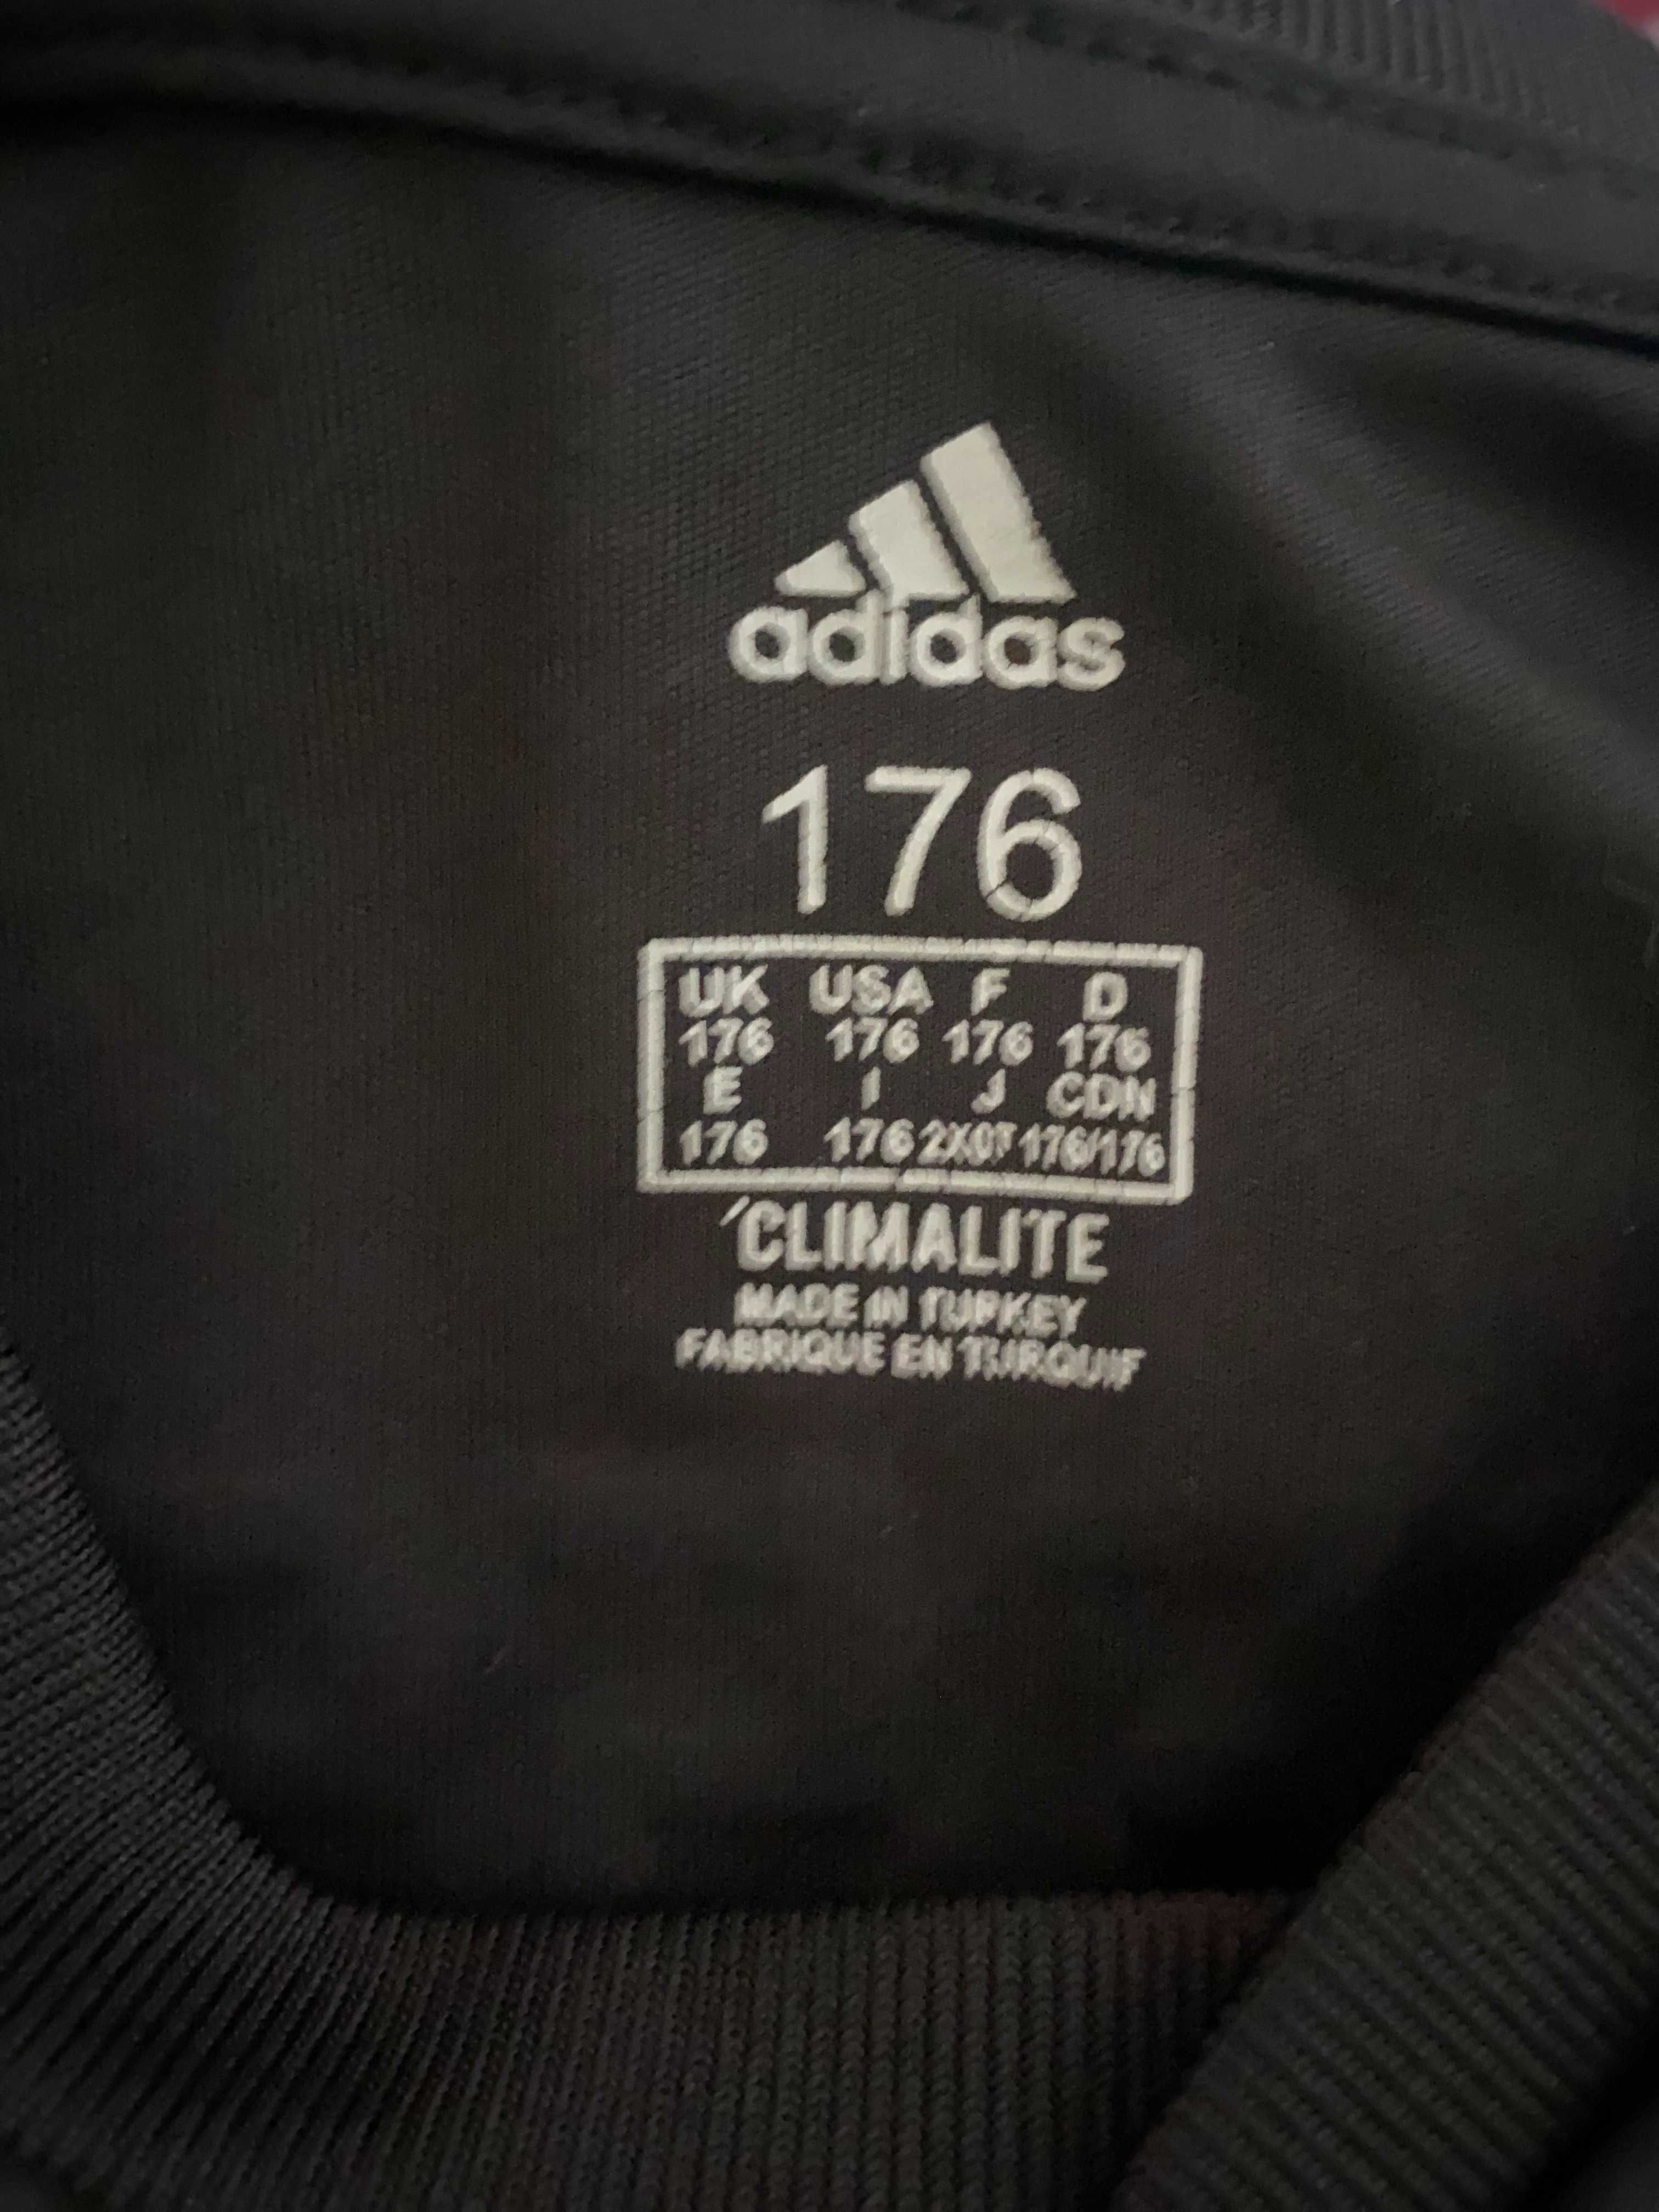 adidas
176
UK USA F D
176 176 176 176
E I J CDN
176 176 2XOT 176/176
CLIMALITE
MADE IN TURKEY
FABRIQUE EN TURQUIE